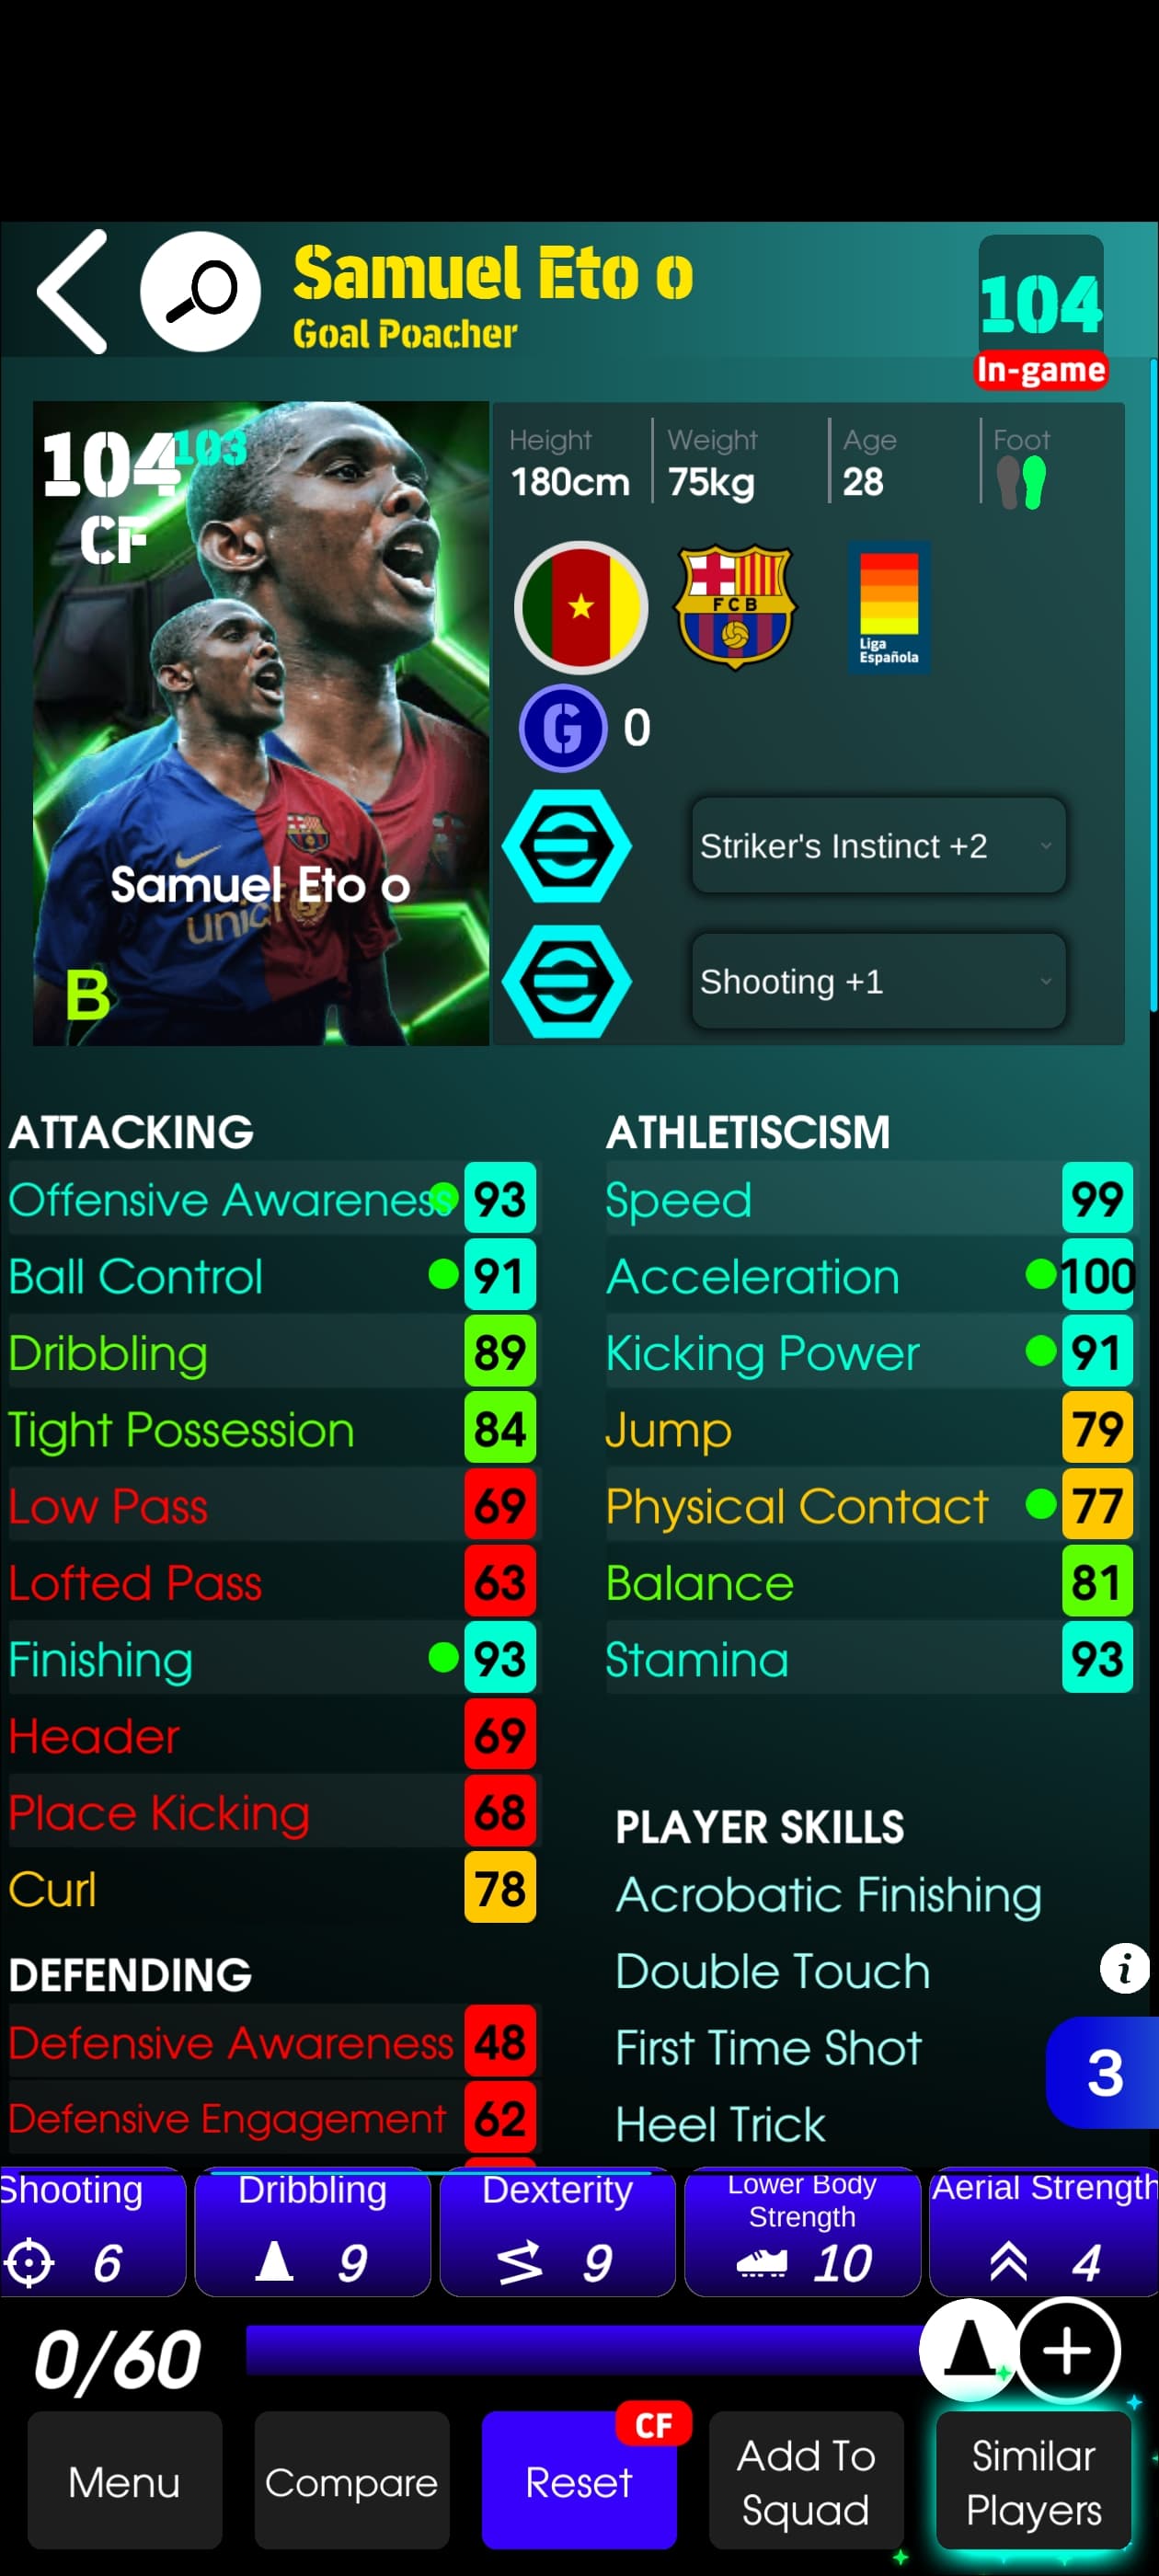 Samuel Eto o
Goal Poacher
104
In-game
104
103
CF
Samuel Eto o
B
Height
180cm
Weight
75kg
Age
28
Foot
FCB
Liga
Española
G
0
Striker's Instinct +2
Shooting +1
unicef
ATTACKING
Offensive Awareness 93
Ball Control 91
Dribbling 89
Tight Possession 84
Low Pass 69
Lofted Pass 63
Finishing 93
Header 69
Place Kicking 68
Curl 78
DEFENDING
Defensive Awareness 48
Defensive Engagement 62
ATHLETISCISM
Speed 99
Acceleration 100
Kicking Power 91
Jump 79
Physical Contact 77
Balance 81
Stamina 93
PLAYER SKILLS
Acrobatic Finishing
Double Touch
i
First Time Shot
3
Heel Trick
Shooting
6
Dribbling
9
Dexterity
9
Lower Body
Strength
10
Aerial Strength
4
0/60
Menu
Compare
Reset
CF
Add To
Squad
Similar
Players